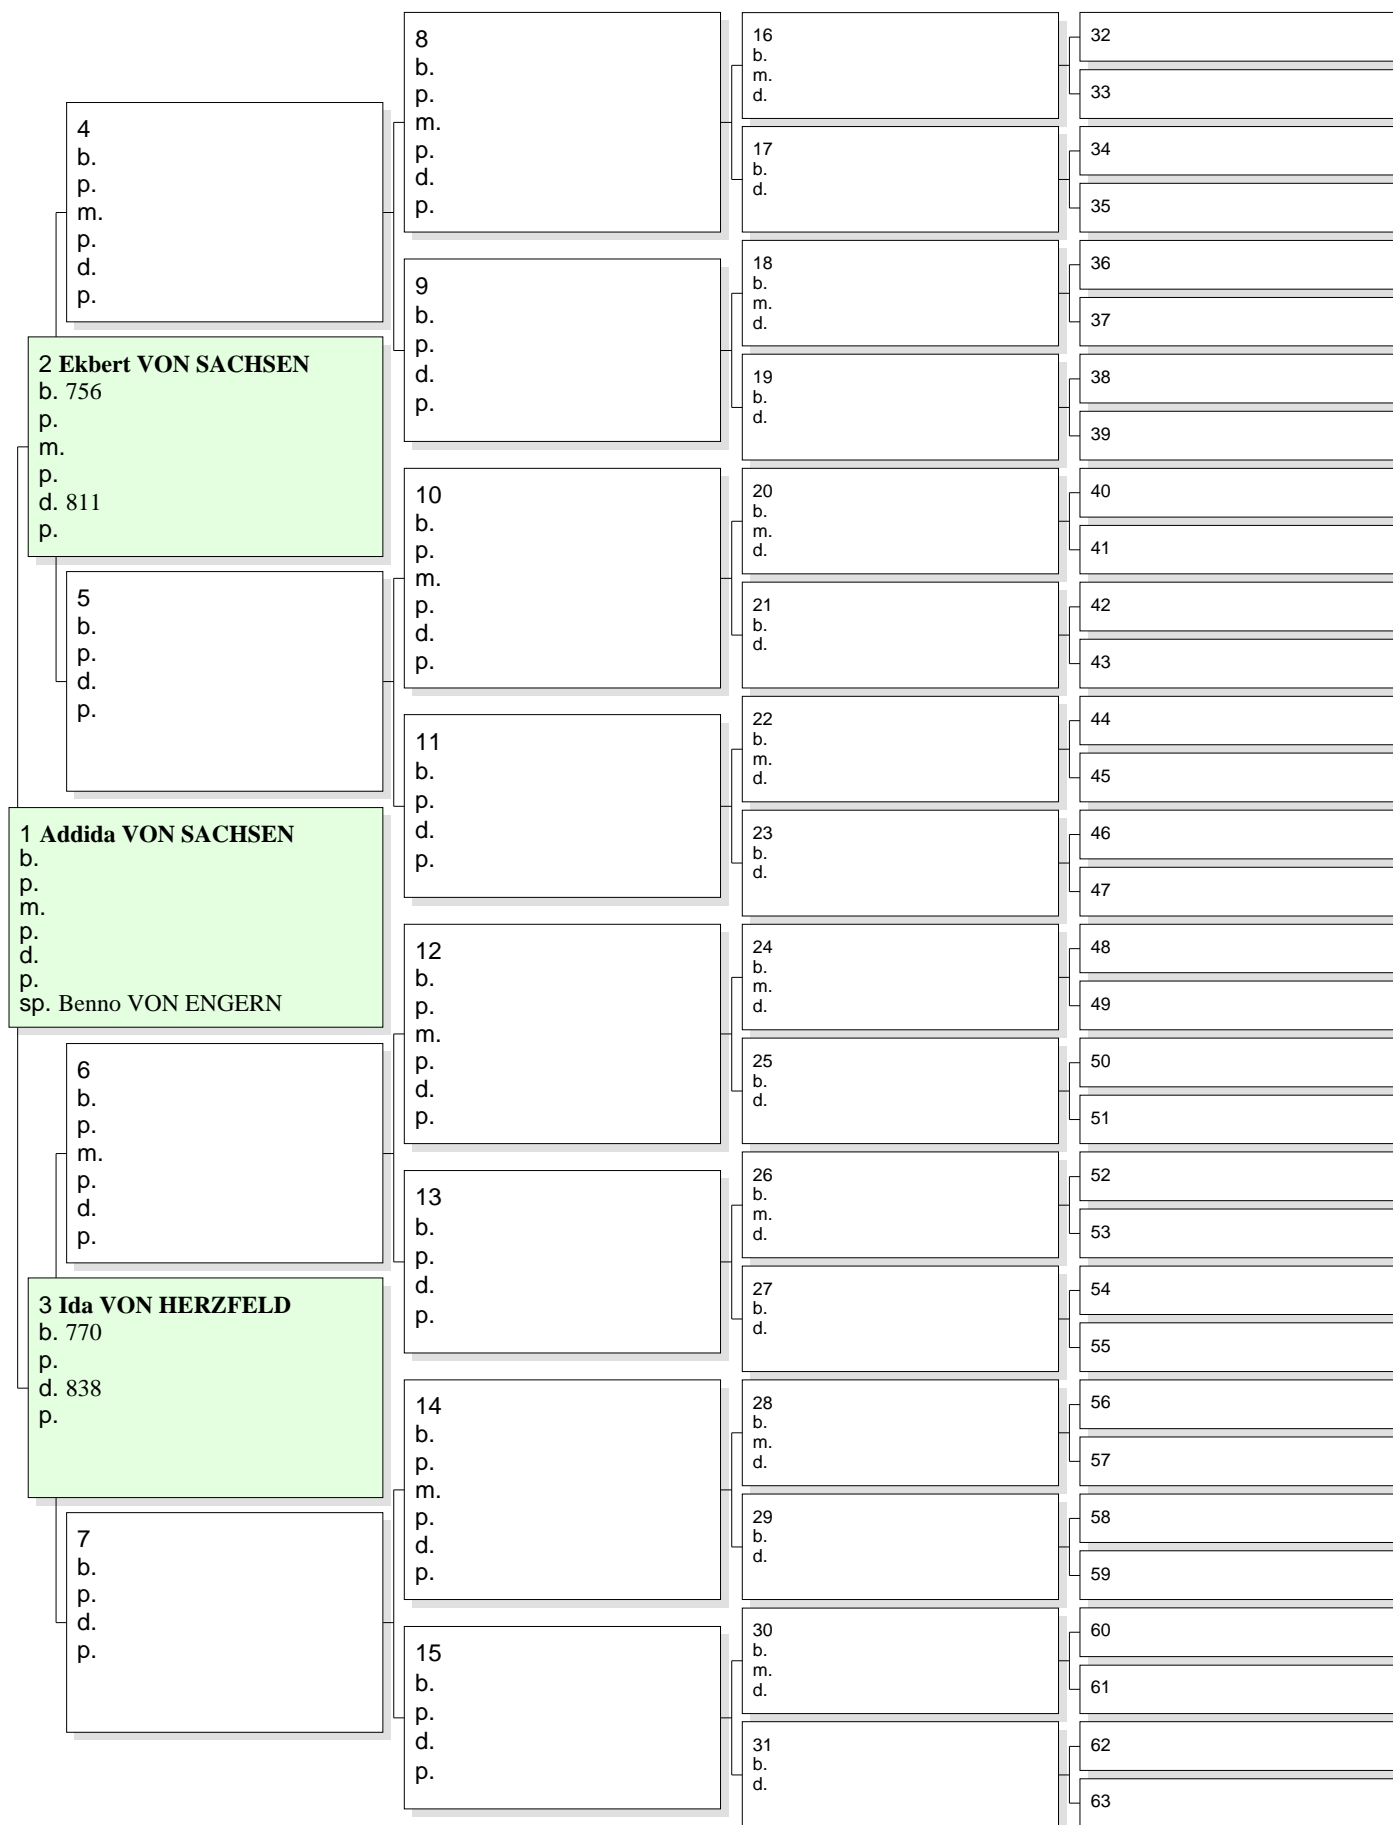 4
b.
p.
m.
p.
d.
p.
2 Ekbert VON SACHSEN
b. 756
p.
m.
p.
d. 811
p.
5
b.
p.
d.
p.
1 Addida VON SACHSEN
b.
p.
m.
p.
d.
p.
sp. Benno VON ENGERN
6
b.
p.
m.
p.
d.
p.
3 Ida VON HERZFELD
b. 770
p.
d. 838
p.
7
b.
p.
d.
p.
8
b.
p.
m.
p.
d.
p.
9
b.
p.
d.
p.
10
b.
p.
m.
p.
d.
p.
11
b.
p.
d.
p.
12
b.
p.
m.
p.
d.
p.
13
b.
p.
d.
p.
14
b.
p.
m.
p.
d.
p.
15
b.
p.
d.
p.
16
b.
m.
d.
17
b.
d.
18
b.
m.
d.
19
b.
d.
20
b.
m.
d.
21
b.
d.
22
b.
m.
d.
23
b.
d.
24
b.
m.
d.
25
b.
d.
26
b.
m.
d.
27
b.
d.
28
b.
m.
d.
29
b.
d.
30
b.
m.
d.
31
b.
d.
32
33
34
35
36
37
38
39
40
41
42
43
44
45
46
47
48
49
50
51
52
53
54
55
56
57
58
59
60
61
62
63